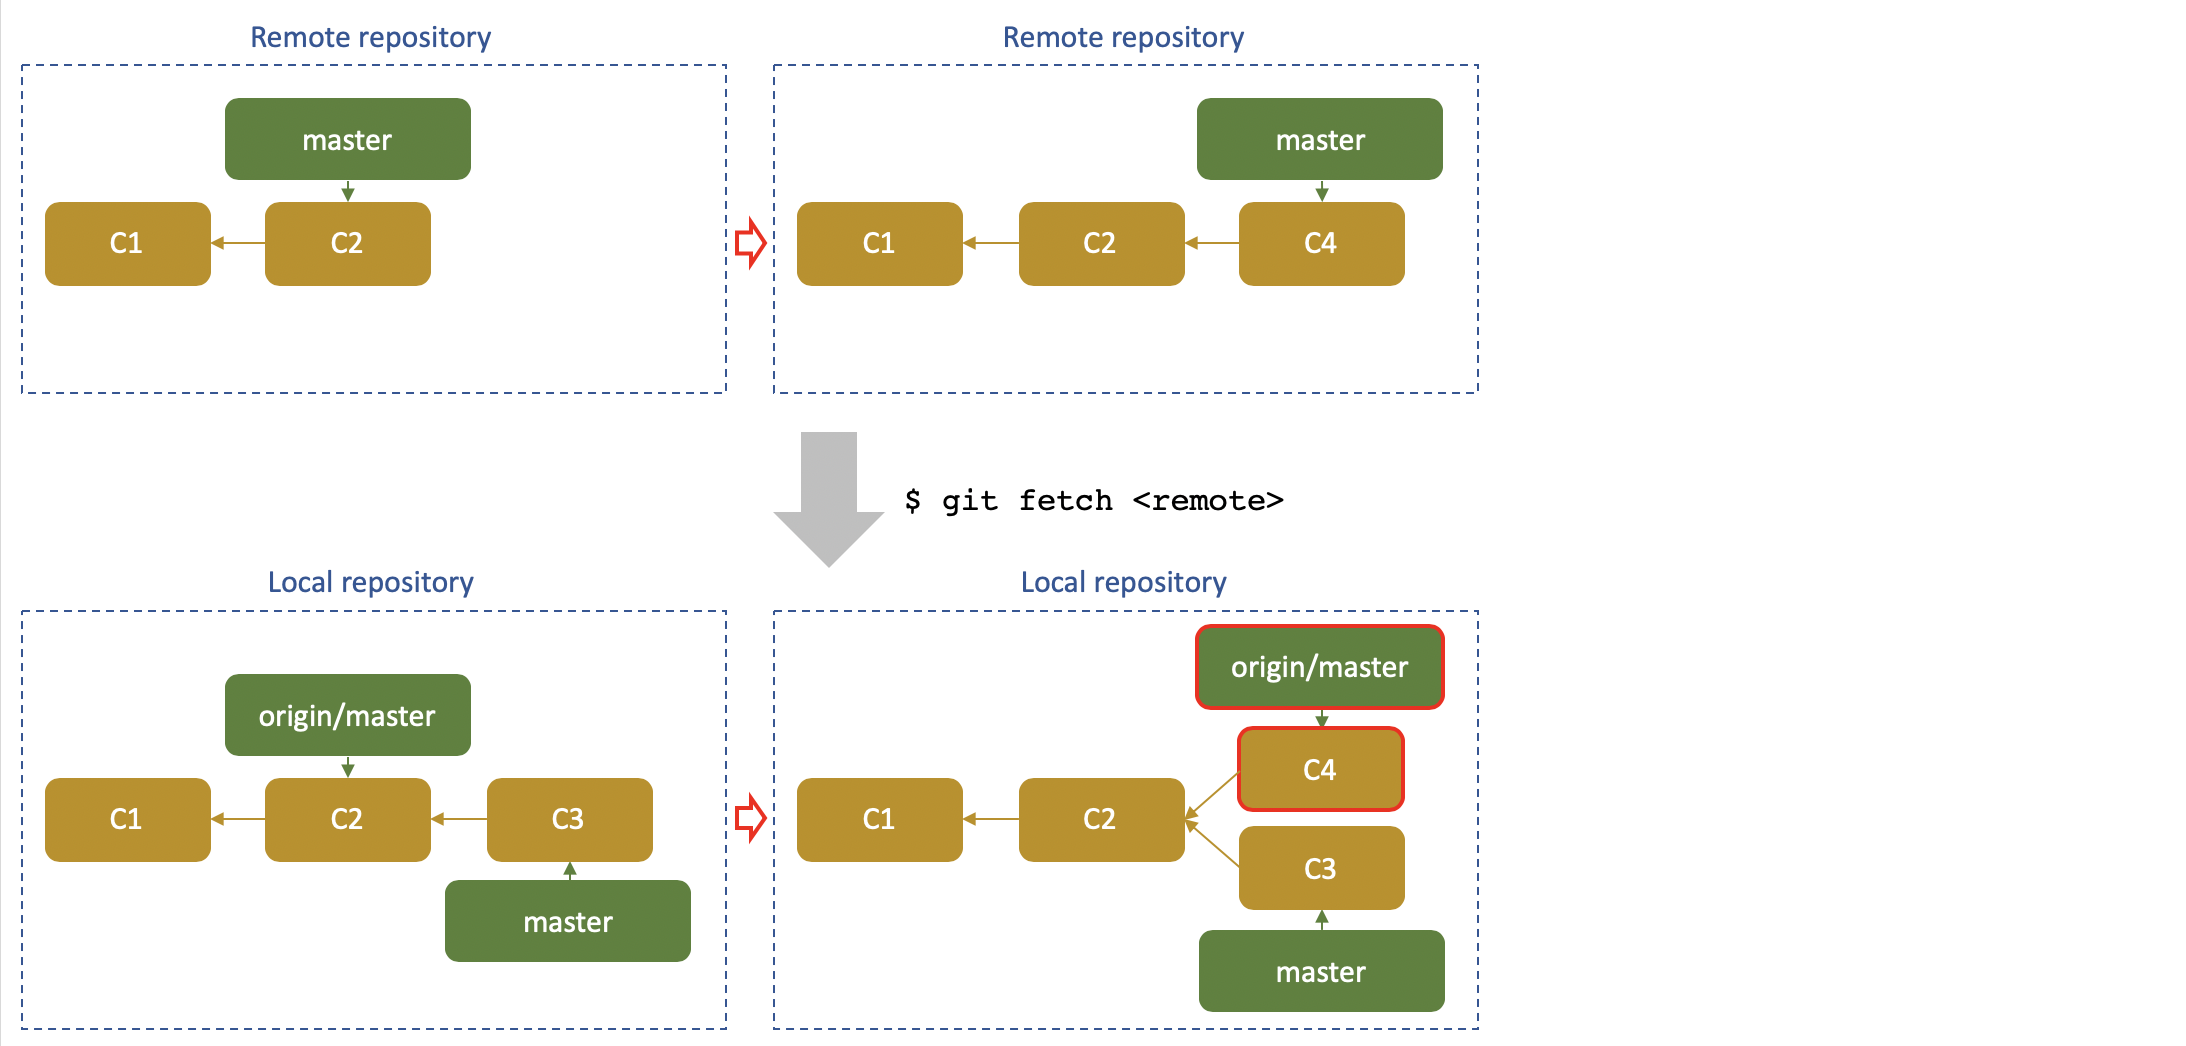 Remote repository
Remote repository
master
master
C1
C2
C1
C2
C4
$ git fetch <remote>
Local repository
Local repository
origin/master
origin/master
C4
C1
C2
C3
C1
C2
C3
master
master